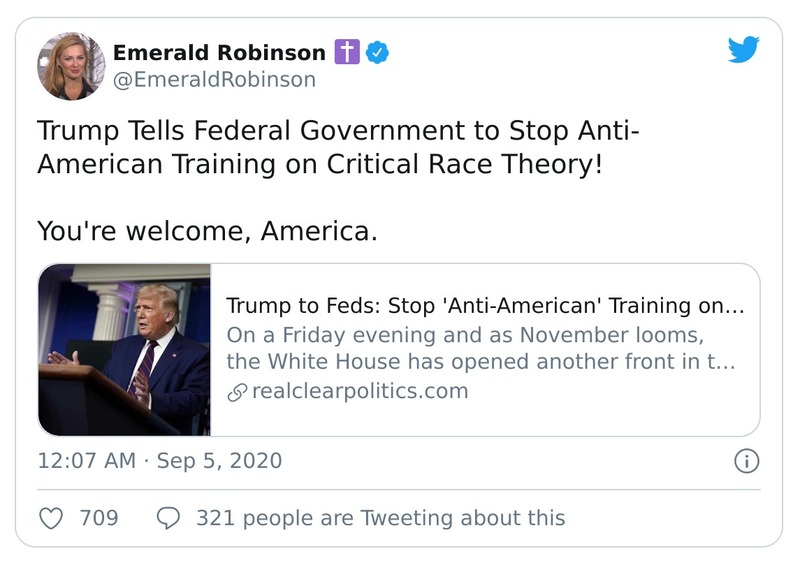 Emerald Robinson ✝️
@EmeraldRobinson
Trump Tells Federal Government to Stop Anti-
American Training on Critical Race Theory!
You're welcome, America.
Trump to Feds: Stop 'Anti-American' Training on...
On a Friday evening and as November looms,
the White House has opened another front in t...
realclearpolitics.com
12:07 AM · Sep 5, 2020
709
321 people are Tweeting about this